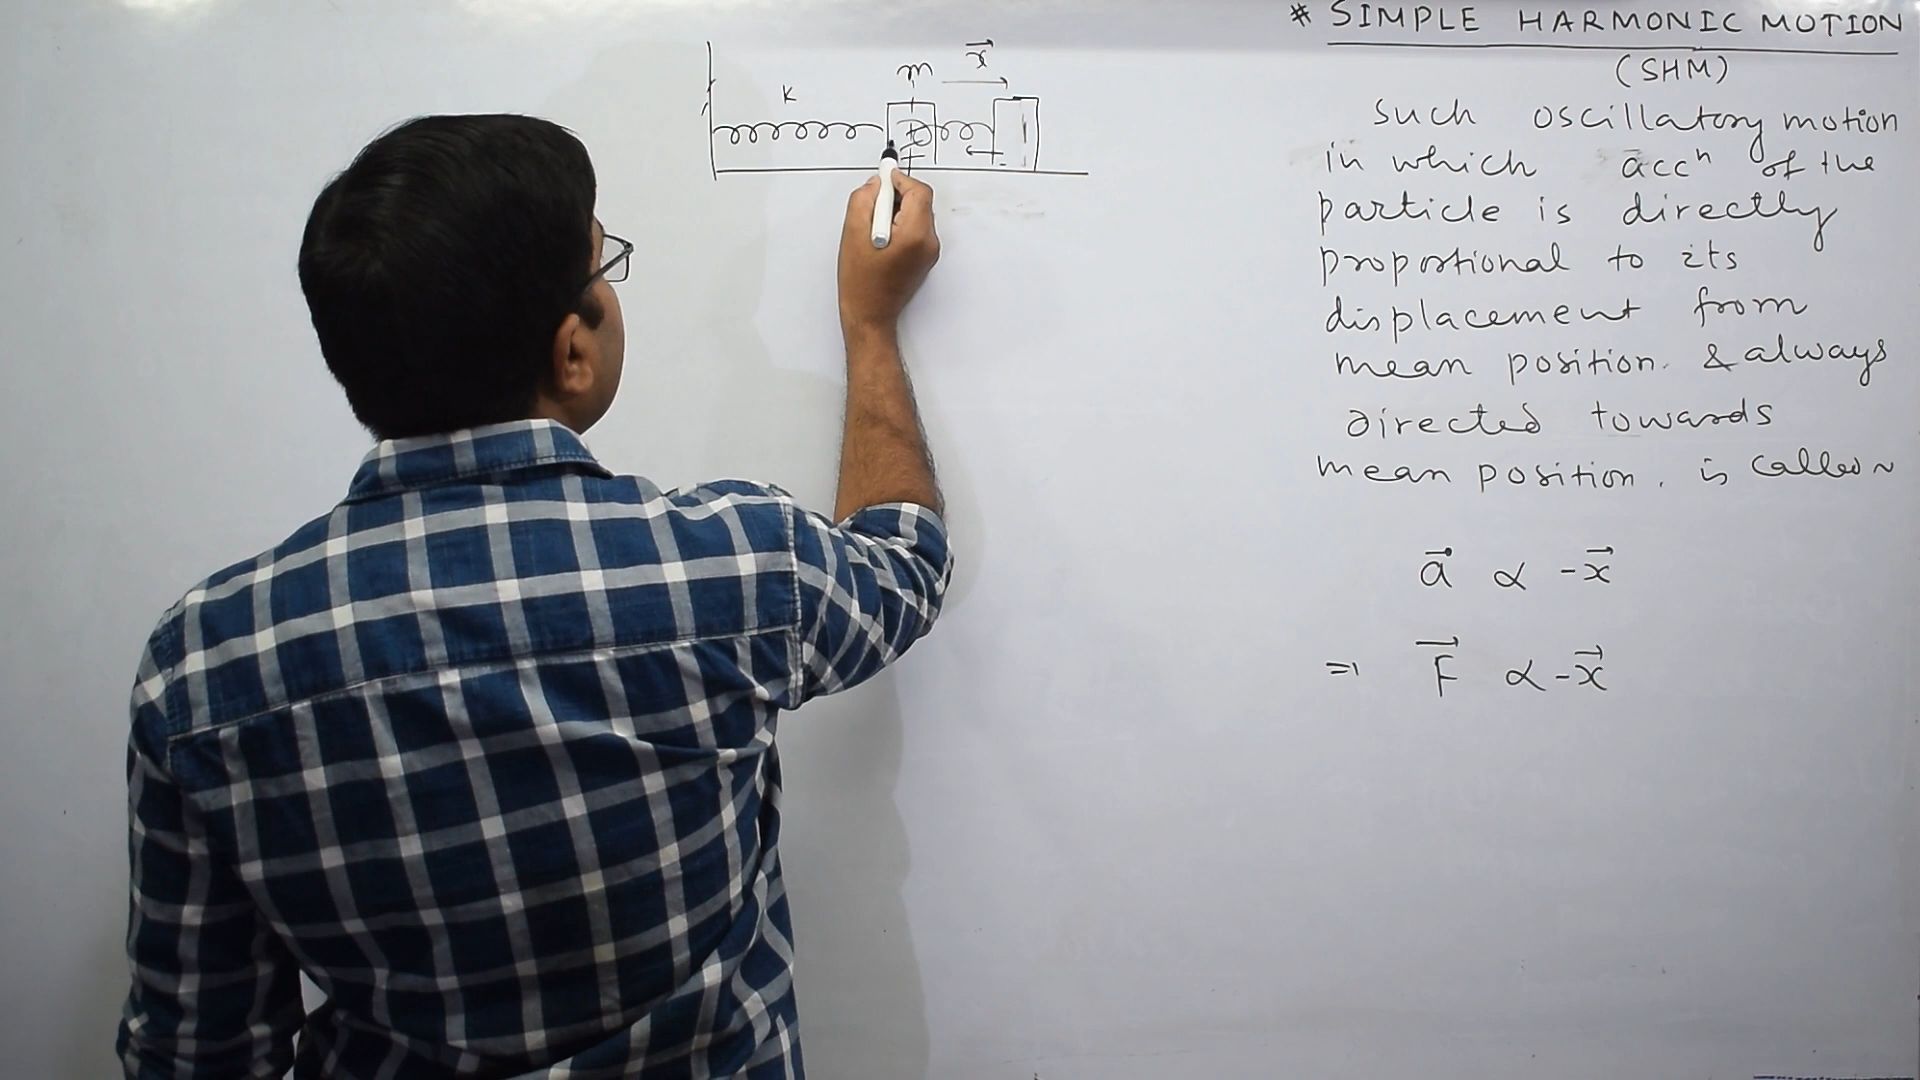 # SIMPLE HARMONIC MOTION
(SHM)
such oscillatory motion
in which accⁿ of the
particle is directly
proportional to its
displacement from
mean position. & always
directed towards
mean position. is called ~
a⃗ ∝ -x⃗
=> F⃗ ∝ -x⃗
K
m
x⃗